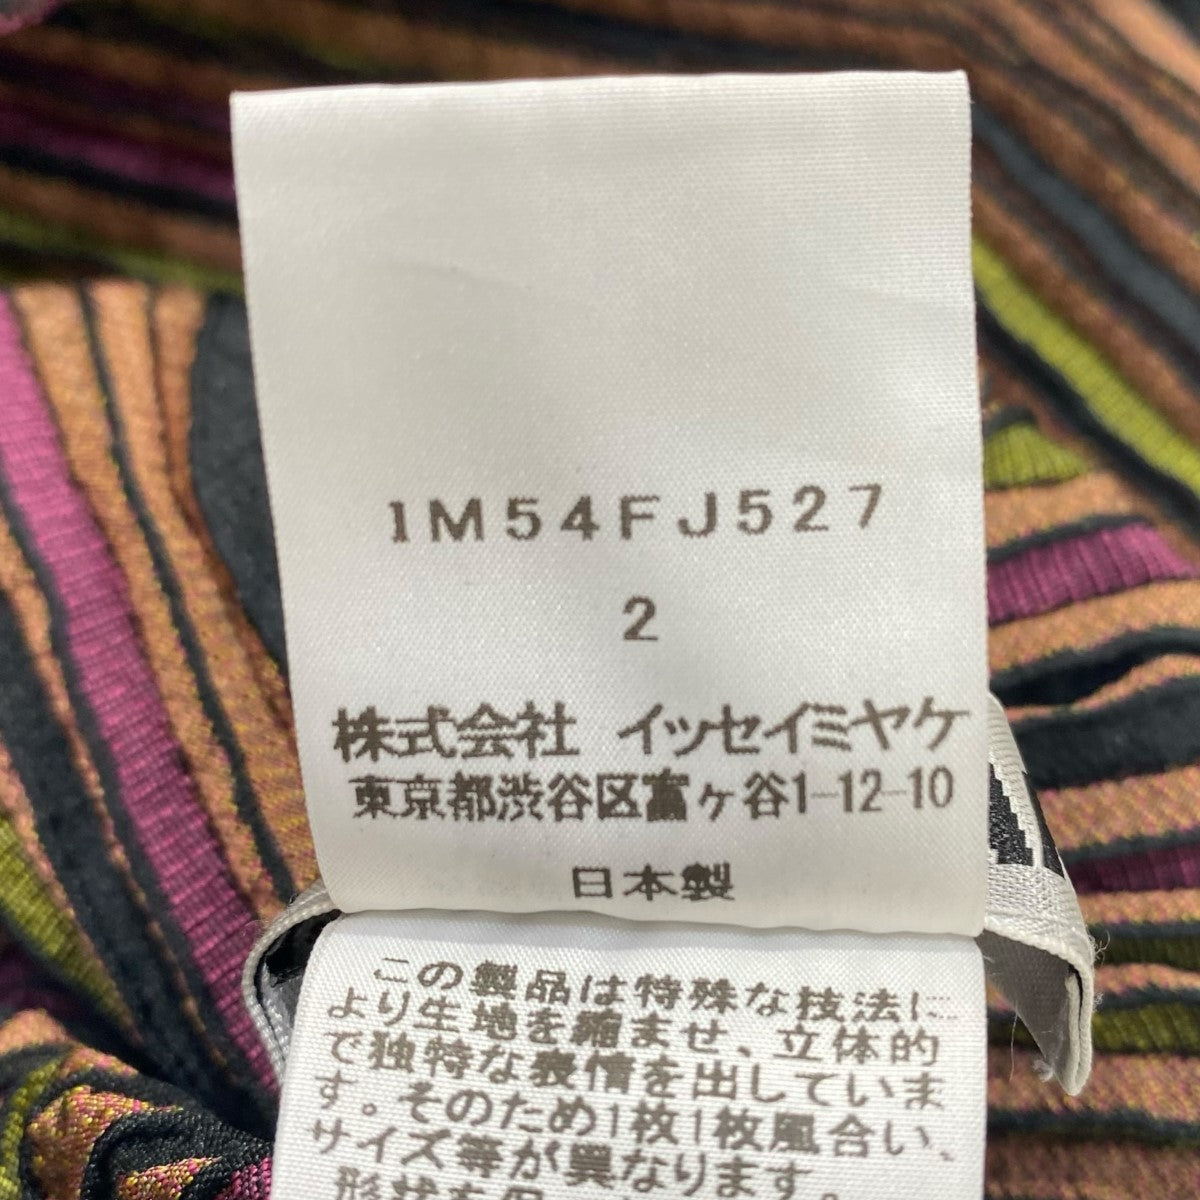 1M54FJ527
2
株式会社 イッセイミヤケ
東京都渋谷区富ヶ谷1-12-10
日本製
この製品は特殊な技法に
より生地を縮ませ、立体的
で独特な表情を出していま
す。そのため1枚1枚風合い、
サイズ等が異なります。
形状を保